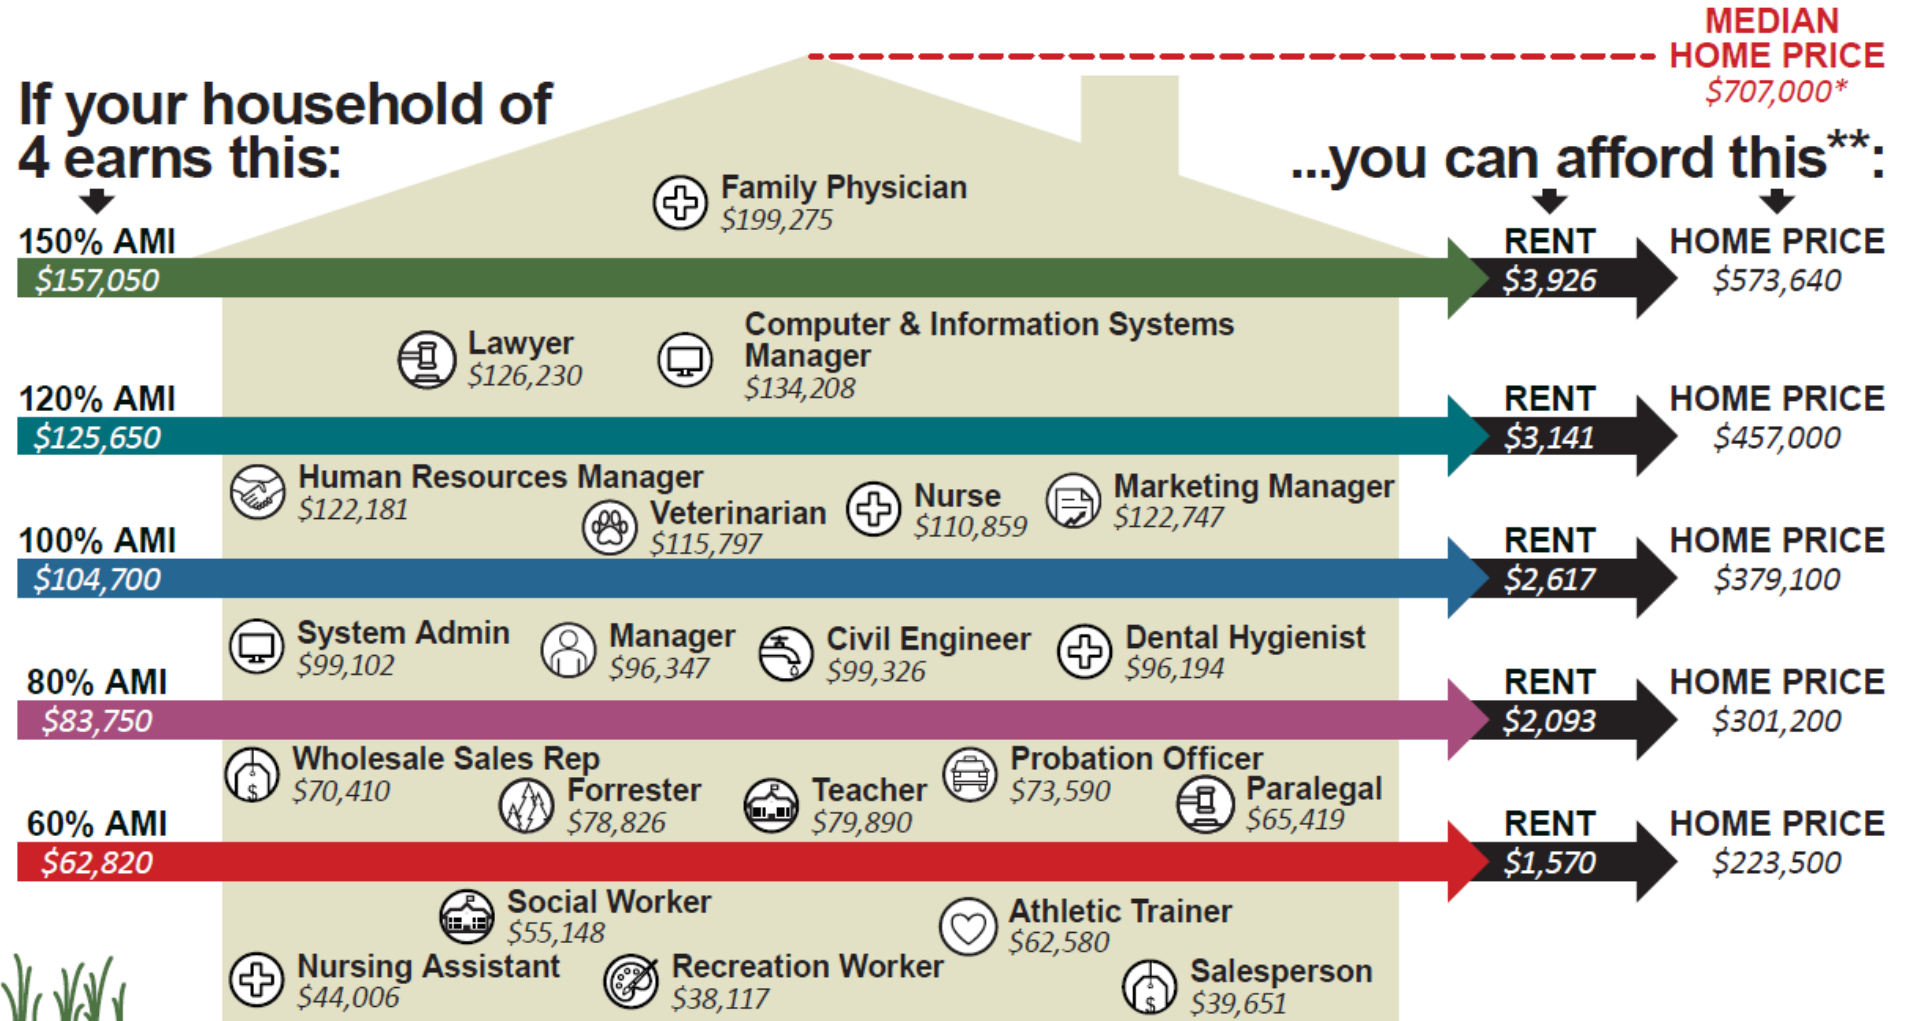 MEDIAN
HOME PRICE
$707,000*
If your household of
4 earns this:
...you can afford this**:
Family Physician
$199,275
150% AMI
$157,050
RENT
$3,926
HOME PRICE
$573,640
Lawyer
$126,230
Computer & Information Systems
Manager
$134,208
120% AMI
$125,650
RENT
$3,141
HOME PRICE
$457,000
Human Resources Manager
$122,181
Veterinarian
$115,797
Nurse
$110,859
Marketing Manager
$122,747
100% AMI
$104,700
RENT
$2,617
HOME PRICE
$379,100
System Admin
$99,102
Manager
$96,347
Civil Engineer
$99,326
Dental Hygienist
$96,194
80% AMI
$83,750
RENT
$2,093
HOME PRICE
$301,200
Wholesale Sales Rep
$70,410
Forrester
$78,826
Teacher
$79,890
Probation Officer
$73,590
Paralegal
$65,419
60% AMI
$62,820
RENT
$1,570
HOME PRICE
$223,500
Social Worker
$55,148
Athletic Trainer
$62,580
Nursing Assistant
$44,006
Recreation Worker
$38,117
Salesperson
$39,651